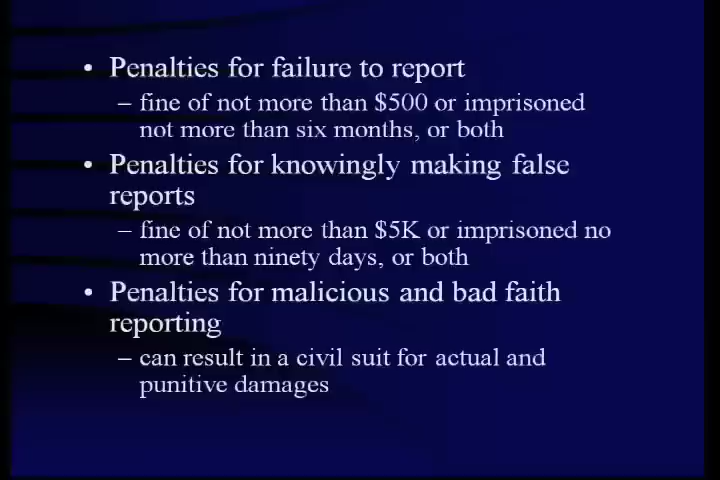 • Penalties for failure to report
– fine of not more than $500 or imprisoned
not more than six months, or both
• Penalties for knowingly making false
reports
– fine of not more than $5K or imprisoned no
more than ninety days, or both
• Penalties for malicious and bad faith
reporting
– can result in a civil suit for actual and
punitive damages